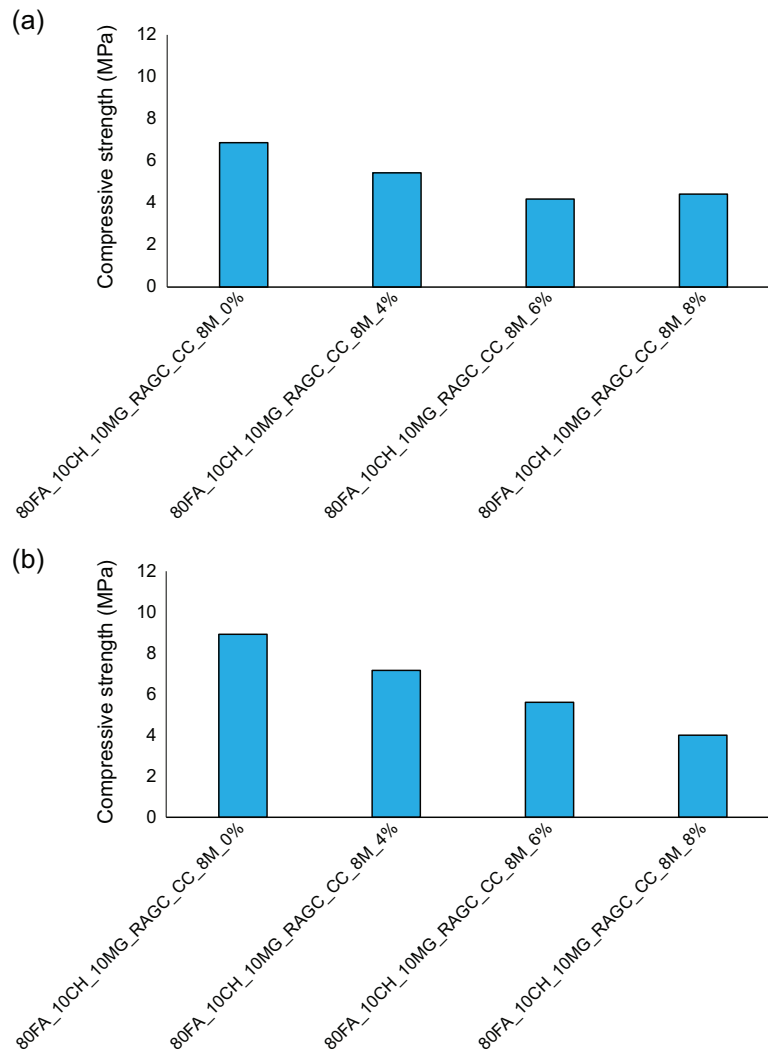 (a)
Compressive strength (MPa)
12
10
8
6
4
2
0
80FA_10CH_10MG_RAGC_CC_8M_0%
80FA_10CH_10MG_RAGC_CC_8M_4%
80FA_10CH_10MG_RAGC_CC_8M_6%
80FA_10CH_10MG_RAGC_CC_8M_8%
(b)
Compressive strength (MPa)
12
10
8
6
4
2
0
80FA_10CH_10MG_RAGC_CC_8M_0%
80FA_10CH_10MG_RAGC_CC_8M_4%
80FA_10CH_10MG_RAGC_CC_8M_6%
80FA_10CH_10MG_RAGC_CC_8M_8%